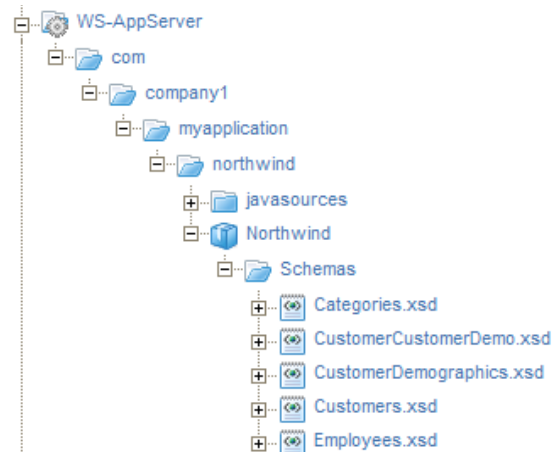 WS-AppServer
com
company1
myapplication
northwind
javasources
Northwind
Schemas
Categories.xsd
CustomerCustomerDemo.xsd
CustomerDemographics.xsd
Customers.xsd
Employees.xsd